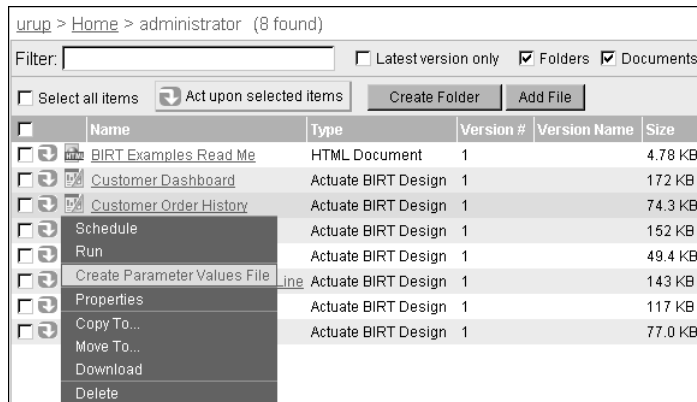 urup > Home > administrator (8 found)
Filter: Latest version only Folders Documents
Select all items Act upon selected items Create Folder Add File
Name Type Version # Version Name Size
BIRT Examples Read Me HTML Document 1 4.78 KB
Customer Dashboard Actuate BIRT Design 1 172 KB
Customer Order History Actuate BIRT Design 1 74.3 KB
Schedule Actuate BIRT Design 1 152 KB
Run Actuate BIRT Design 1 49.4 KB
Create Parameter Values File Line Actuate BIRT Design 1 143 KB
Properties Actuate BIRT Design 1 117 KB
Copy To... Actuate BIRT Design 1 77.0 KB
Move To...
Download
Delete